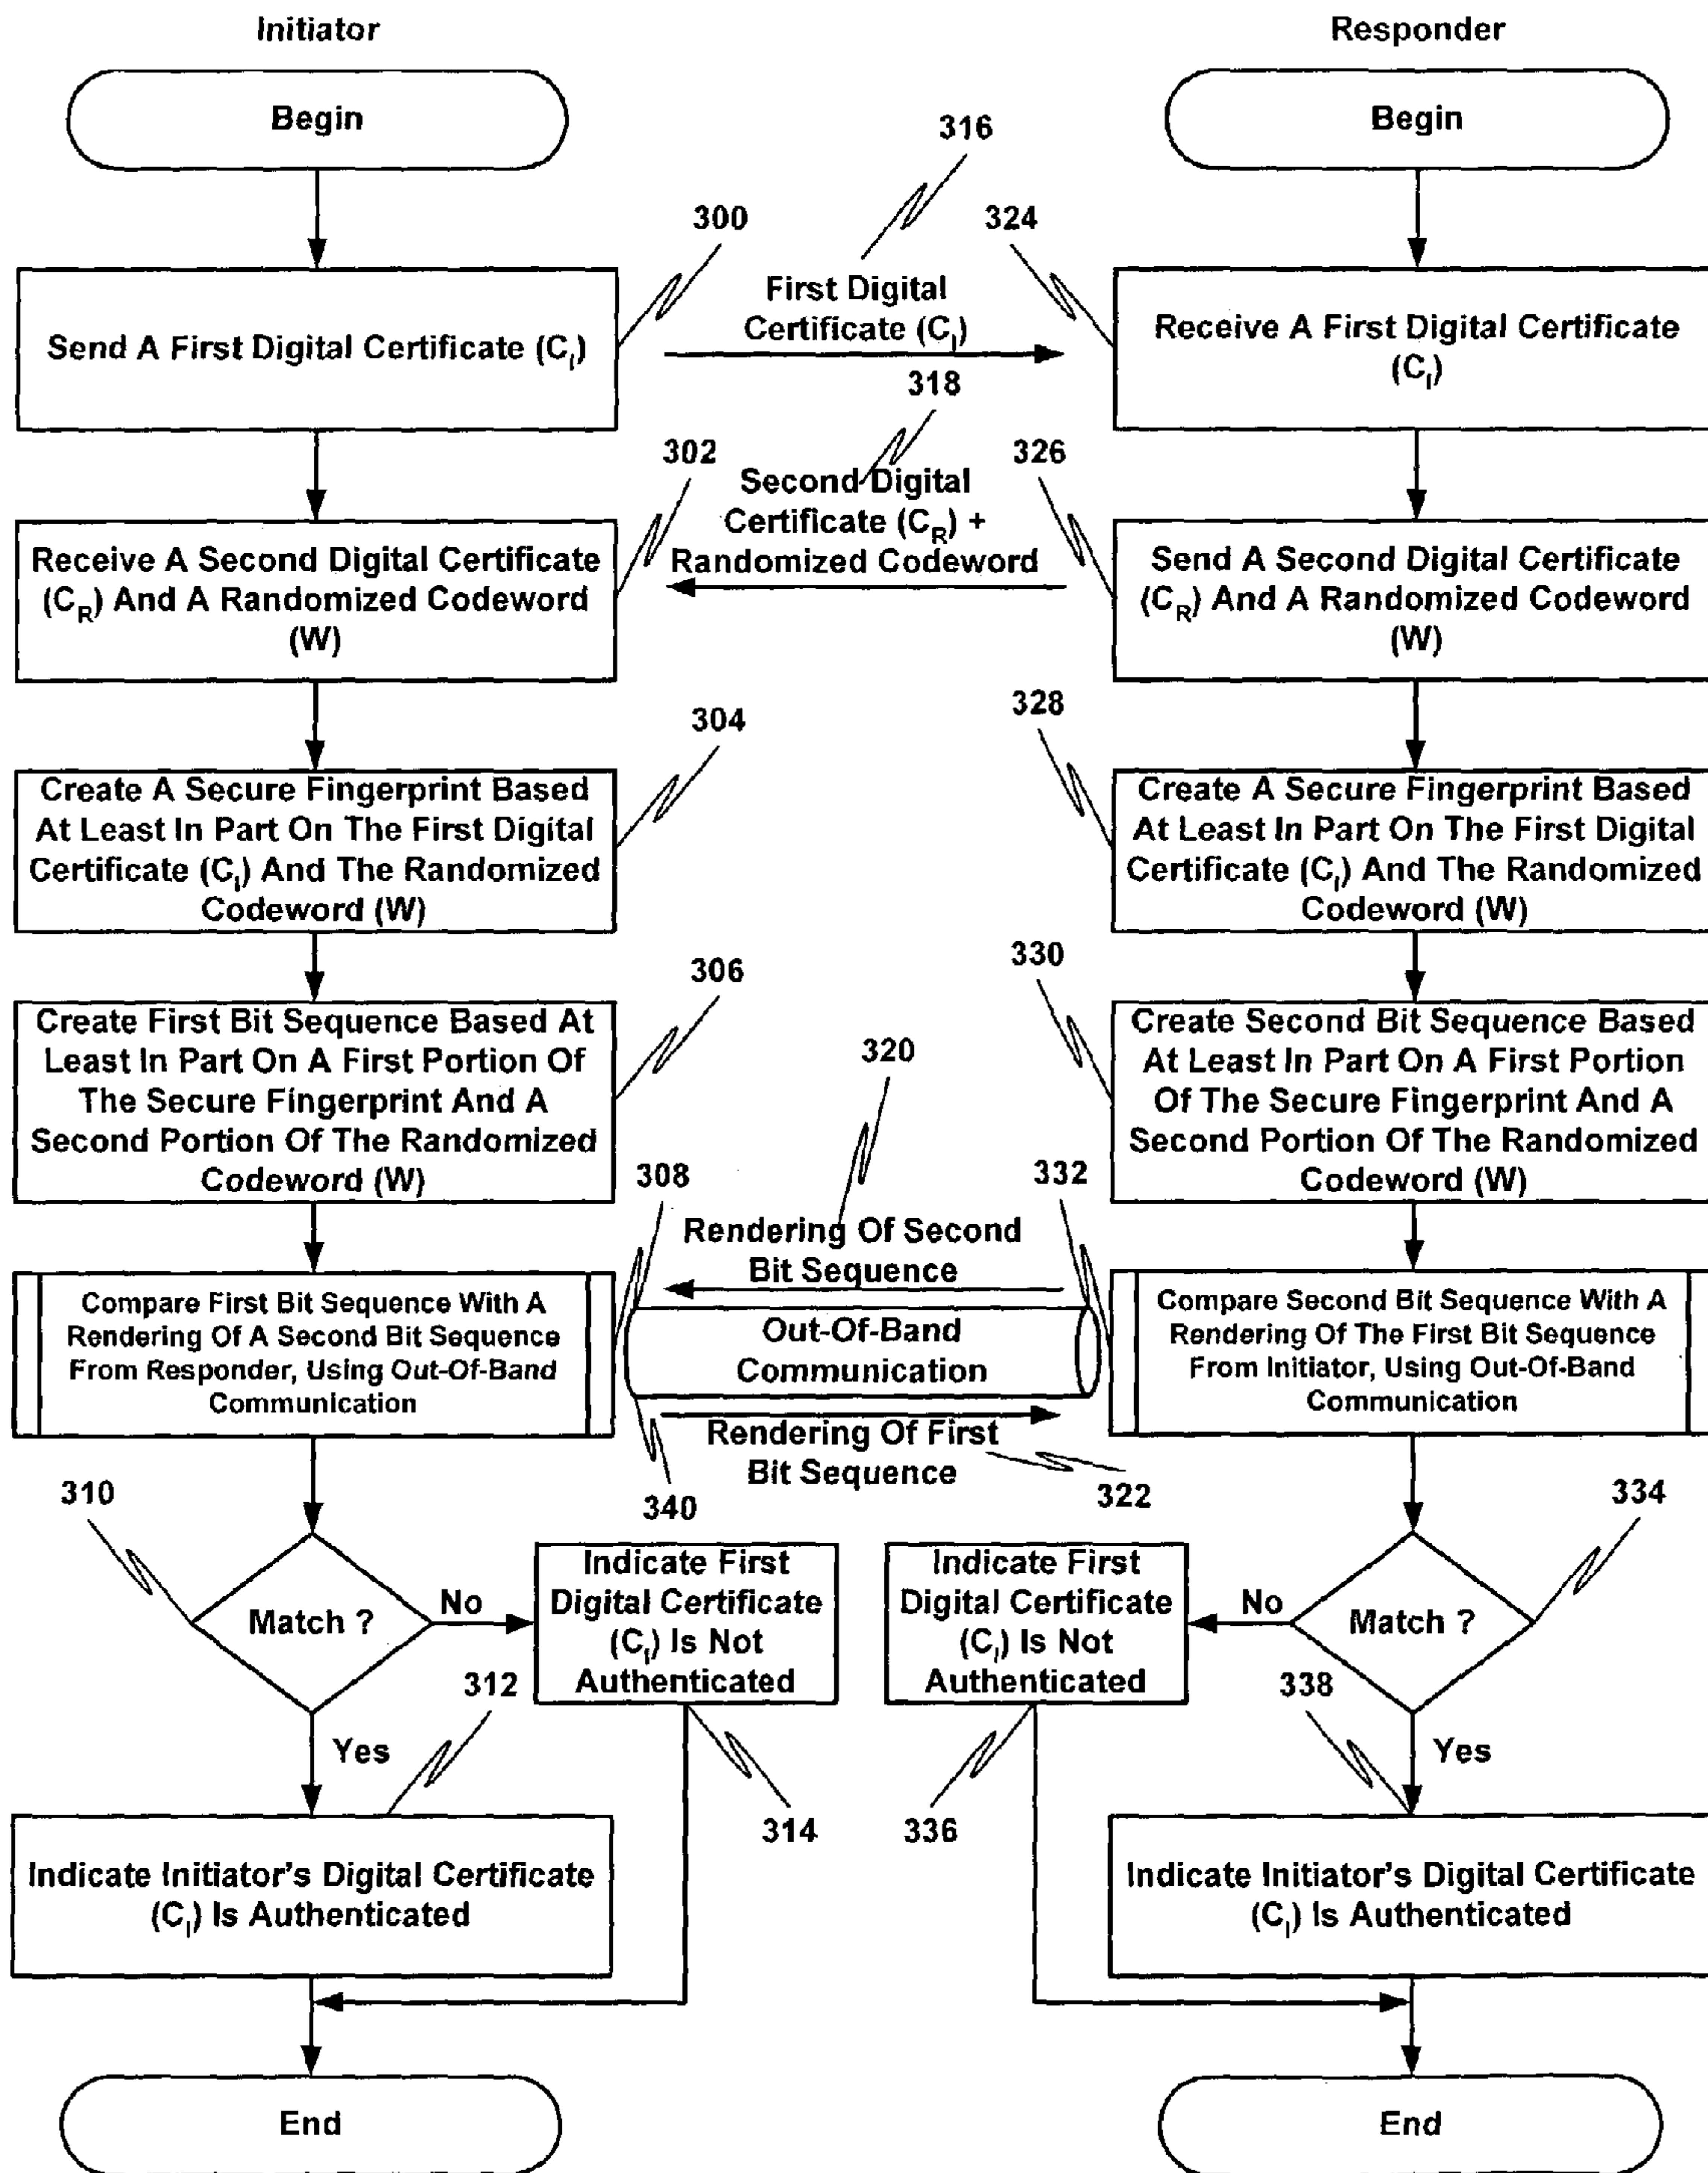 Initiator
Responder
Begin
Begin
316
300
324
First Digital
Certificate (CI)
Send A First Digital Certificate (CI)
Receive A First Digital Certificate
(CI)
318
302
326
Second Digital
Certificate (CR) +
Randomized Codeword
Receive A Second Digital Certificate
(CR) And A Randomized Codeword
(W)
Send A Second Digital Certificate
(CR) And A Randomized Codeword
(W)
304
328
Create A Secure Fingerprint Based
At Least In Part On The First Digital
Certificate (CI) And The Randomized
Codeword (W)
Create A Secure Fingerprint Based
At Least In Part On The First Digital
Certificate (CI) And The Randomized
Codeword (W)
306
330
Create First Bit Sequence Based At
Least In Part On A First Portion Of
The Secure Fingerprint And A
Second Portion Of The Randomized
Codeword (W)
320
Create Second Bit Sequence Based
At Least In Part On A First Portion
Of The Secure Fingerprint And A
Second Portion Of The Randomized
Codeword (W)
308
332
Rendering Of Second
Bit Sequence
Compare First Bit Sequence With A
Rendering Of A Second Bit Sequence
From Responder, Using Out-Of-Band
Communication
Out-Of-Band
Communication
Compare Second Bit Sequence With A
Rendering Of The First Bit Sequence
From Initiator, Using Out-Of-Band
Communication
Rendering Of First
Bit Sequence
310
340
322
334
Match ?
No
Indicate First
Digital Certificate
(CI) Is Not
Authenticated
Indicate First
Digital Certificate
(CI) Is Not
Authenticated
No
Match ?
312
338
Yes
Yes
314
336
Indicate Initiator's Digital Certificate
(CI) Is Authenticated
Indicate Initiator's Digital Certificate
(CI) Is Authenticated
End
End